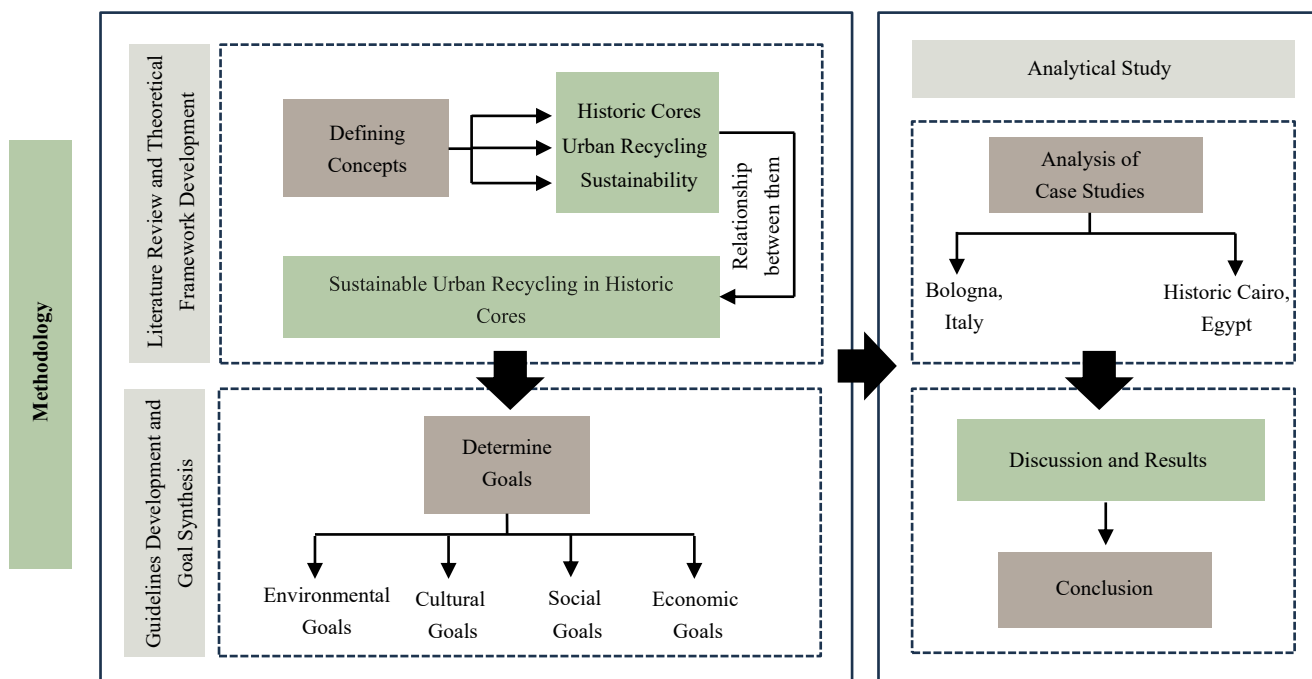 Methodology
Literature Review and Theoretical
Framework Development
Defining
Concepts
Historic Cores
Urban Recycling
Sustainability
Relationship
between them
Sustainable Urban Recycling in Historic
Cores
Guidelines Development and
Goal Synthesis
Determine
Goals
Environmental
Goals
Cultural
Goals
Social
Goals
Economic
Goals
Analytical Study
Analysis of
Case Studies
Bologna,
Italy
Historic Cairo,
Egypt
Discussion and Results
Conclusion